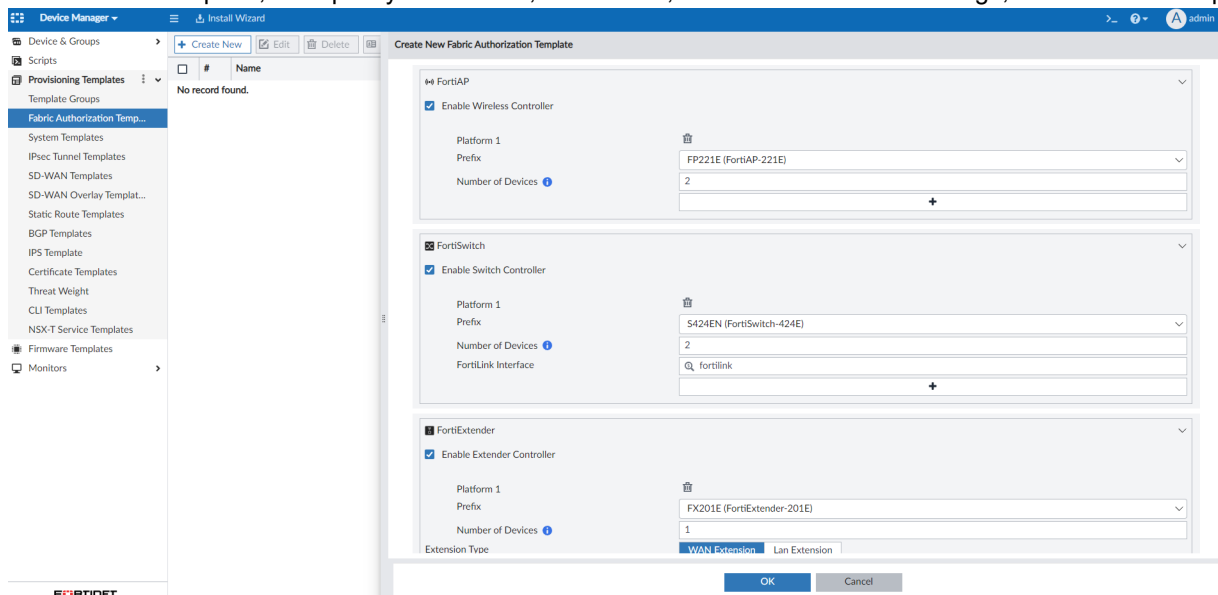 Device Manager
Install Wizard
admin
A
Device & Groups
Scripts
Provisioning Templates
Template Groups
Fabric Authorization Temp...
System Templates
IPsec Tunnel Templates
SD-WAN Templates
SD-WAN Overlay Templat...
Static Route Templates
BGP Templates
IPS Template
Certificate Templates
Threat Weight
CLI Templates
NSX-T Service Templates
Firmware Templates
Monitors
+ Create New Edit Delete
# Name
No record found.
Create New Fabric Authorization Template
FortiAP
Enable Wireless Controller
Platform 1
Prefix FP221E (FortiAP-221E)
Number of Devices 2
+
FortiSwitch
Enable Switch Controller
Platform 1
Prefix S424EN (FortiSwitch-424E)
Number of Devices 2
FortiLink Interface fortilink
+
FortiExtender
Enable Extender Controller
Platform 1
Prefix FX201E (FortiExtender-201E)
Number of Devices 1
Extension Type WAN Extension Lan Extension
OK Cancel